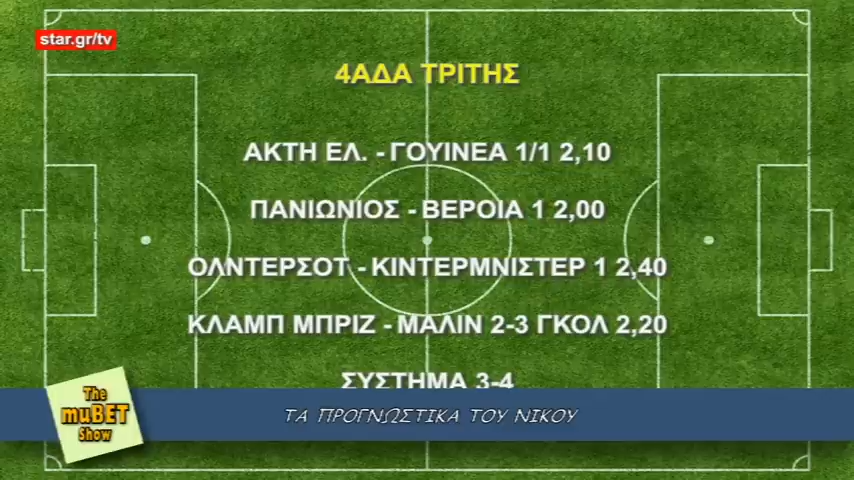 star.gr/tv
4ΑΔΑ ΤΡΙΤΗΣ
ΑΚΤΗ ΕΛ. - ΓΟΥΙΝΕΑ 1/1 2,10
ΠΑΝΙΩΝΙΟΣ - ΒΕΡΟΙΑ 1 2,00
ΟΛΝΤΕΡΣΟΤ - ΚΙΝΤΕΡΜΝΙΣΤΕΡ 1 2,40
ΚΛΑΜΠ ΜΠΡΙΖ - ΜΑΛΙΝ 2-3 ΓΚΟΛ 2,20
ΣΥΣΤΗΜΑ 3-4
The
muBET
Show
ΤΑ ΠΡΟΓΝΩΣΤΙΚΑ ΤΟΥ ΝΙΚΟΥ